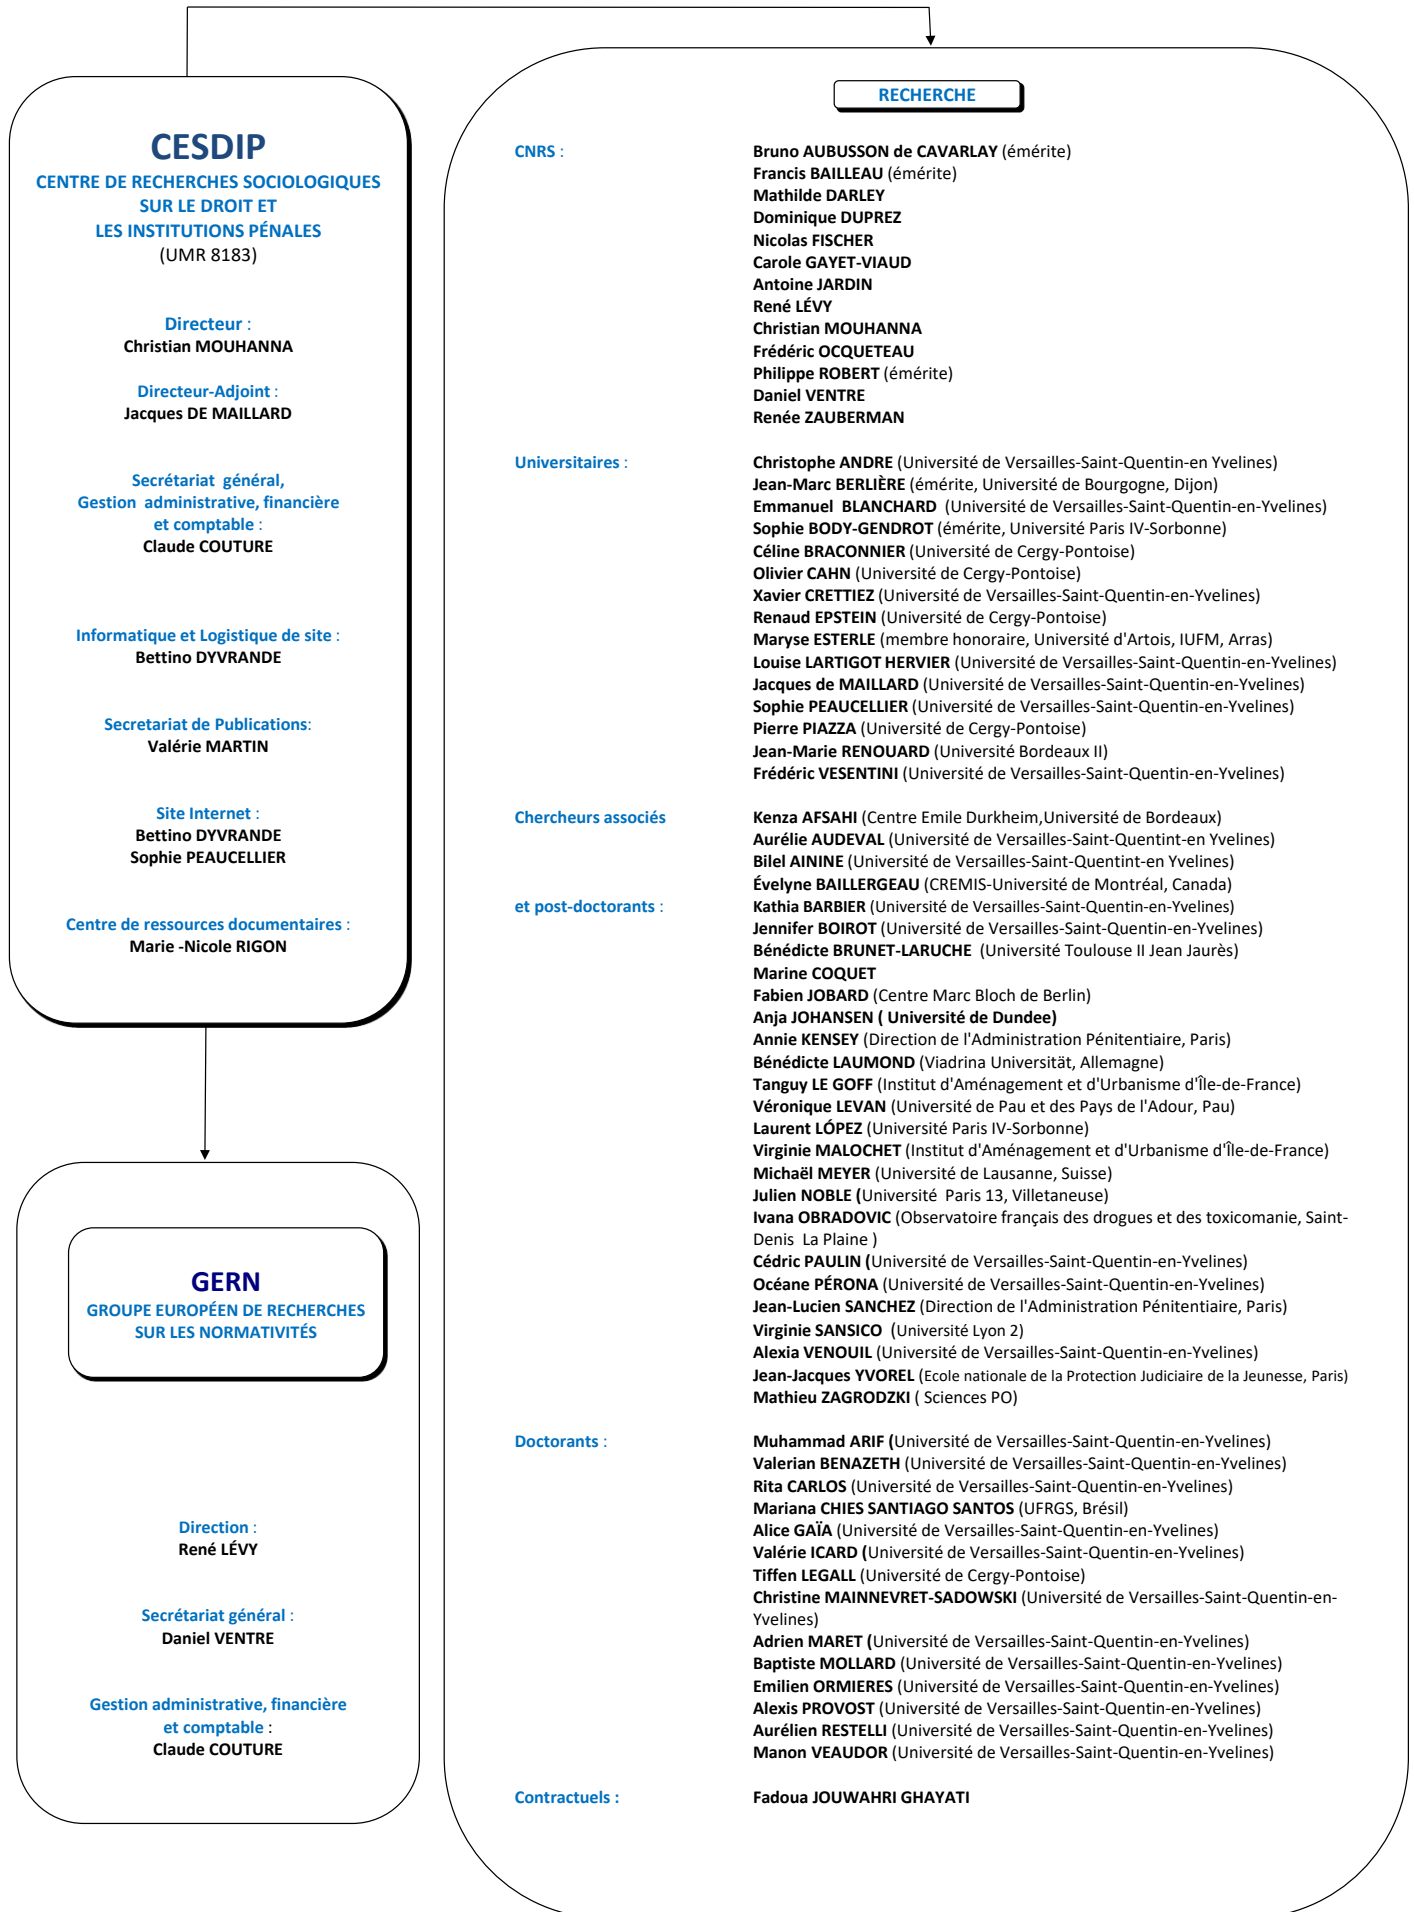 CESDIP
CENTRE DE RECHERCHES SOCIOLOGIQUES
SUR LE DROIT ET
LES INSTITUTIONS PÉNALES
(UMR 8183)
Directeur :
Christian MOUHANNA
Directeur-Adjoint :
Jacques DE MAILLARD
Secrétariat général,
Gestion administrative, financière
et comptable :
Claude COUTURE
Informatique et Logistique de site :
Bettino DYVRANDE
Secretariat de Publications:
Valérie MARTIN
Site Internet :
Bettino DYVRANDE
Sophie PEAUCELLIER
Centre de ressources documentaires :
Marie -Nicole RIGON
GERN
GROUPE EUROPÉEN DE RECHERCHES
SUR LES NORMATIVITÉS
Direction :
René LÉVY
Secrétariat général :
Daniel VENTRE
Gestion administrative, financière
et comptable :
Claude COUTURE
RECHERCHE
CNRS : Bruno AUBUSSON de CAVARLAY (émérite)
Francis BAILLEAU (émérite)
Mathilde DARLEY
Dominique DUPREZ
Nicolas FISCHER
Carole GAYET-VIAUD
Antoine JARDIN
René LÉVY
Christian MOUHANNA
Frédéric OCQUETEAU
Philippe ROBERT (émérite)
Daniel VENTRE
Renée ZAUBERMAN
Universitaires : Christophe ANDRE (Université de Versailles-Saint-Quentin-en Yvelines)
Jean-Marc BERLIÈRE (émérite, Université de Bourgogne, Dijon)
Emmanuel BLANCHARD (Université de Versailles-Saint-Quentin-en-Yvelines)
Sophie BODY-GENDROT (émérite, Université Paris IV-Sorbonne)
Céline BRACONNIER (Université de Cergy-Pontoise)
Olivier CAHN (Université de Cergy-Pontoise)
Xavier CRETTIEZ (Université de Versailles-Saint-Quentin-en-Yvelines)
Renaud EPSTEIN (Université de Cergy-Pontoise)
Maryse ESTERLE (membre honoraire, Université d'Artois, IUFM, Arras)
Louise LARTIGOT HERVIER (Université de Versailles-Saint-Quentin-en-Yvelines)
Jacques de MAILLARD (Université de Versailles-Saint-Quentin-en-Yvelines)
Sophie PEAUCELLIER (Université de Versailles-Saint-Quentin-en-Yvelines)
Pierre PIAZZA (Université de Cergy-Pontoise)
Jean-Marie RENOUARD (Université Bordeaux II)
Frédéric VESENTINI (Université de Versailles-Saint-Quentin-en-Yvelines)
Chercheurs associés Kenza AFSAHI (Centre Emile Durkheim,Université de Bordeaux)
Aurélie AUDEVAL (Université de Versailles-Saint-Quentint-en Yvelines)
Bilel AININE (Université de Versailles-Saint-Quentint-en Yvelines)
Évelyne BAILLERGEAU (CREMIS-Université de Montréal, Canada)
et post-doctorants : Kathia BARBIER (Université de Versailles-Saint-Quentin-en-Yvelines)
Jennifer BOIROT (Université de Versailles-Saint-Quentin-en-Yvelines)
Bénédicte BRUNET-LARUCHE (Université Toulouse II Jean Jaurès)
Marine COQUET
Fabien JOBARD (Centre Marc Bloch de Berlin)
Anja JOHANSEN ( Université de Dundee)
Annie KENSEY (Direction de l'Administration Pénitentiaire, Paris)
Bénédicte LAUMOND (Viadrina Universität, Allemagne)
Tanguy LE GOFF (Institut d'Aménagement et d'Urbanisme d'Île-de-France)
Véronique LEVAN (Université de Pau et des Pays de l'Adour, Pau)
Laurent LÓPEZ (Université Paris IV-Sorbonne)
Virginie MALOCHET (Institut d'Aménagement et d'Urbanisme d'Île-de-France)
Michaël MEYER (Université de Lausanne, Suisse)
Julien NOBLE (Université Paris 13, Villetaneuse)
Ivana OBRADOVIC (Observatoire français des drogues et des toxicomanie, Saint-
Denis La Plaine )
Cédric PAULIN (Université de Versailles-Saint-Quentin-en-Yvelines)
Océane PÉRONA (Université de Versailles-Saint-Quentin-en-Yvelines)
Jean-Lucien SANCHEZ (Direction de l'Administration Pénitentiaire, Paris)
Virginie SANSICO (Université Lyon 2)
Alexia VENOUIL (Université de Versailles-Saint-Quentin-en-Yvelines)
Jean-Jacques YVOREL (Ecole nationale de la Protection Judiciaire de la Jeunesse, Paris)
Mathieu ZAGRODZKI ( Sciences PO)
Doctorants : Muhammad ARIF (Université de Versailles-Saint-Quentin-en-Yvelines)
Valerian BENAZETH (Université de Versailles-Saint-Quentin-en-Yvelines)
Rita CARLOS (Université de Versailles-Saint-Quentin-en-Yvelines)
Mariana CHIES SANTIAGO SANTOS (UFRGS, Brésil)
Alice GAÏA (Université de Versailles-Saint-Quentin-en-Yvelines)
Valérie ICARD (Université de Versailles-Saint-Quentin-en-Yvelines)
Tiffen LEGALL (Université de Cergy-Pontoise)
Christine MAINNEVRET-SADOWSKI (Université de Versailles-Saint-Quentin-en-
Yvelines)
Adrien MARET (Université de Versailles-Saint-Quentin-en-Yvelines)
Baptiste MOLLARD (Université de Versailles-Saint-Quentin-en-Yvelines)
Emilien ORMIERES (Université de Versailles-Saint-Quentin-en-Yvelines)
Alexis PROVOST (Université de Versailles-Saint-Quentin-en-Yvelines)
Aurélien RESTELLI (Université de Versailles-Saint-Quentin-en-Yvelines)
Manon VEAUDOR (Université de Versailles-Saint-Quentin-en-Yvelines)
Contractuels : Fadoua JOUWAHRI GHAYATI